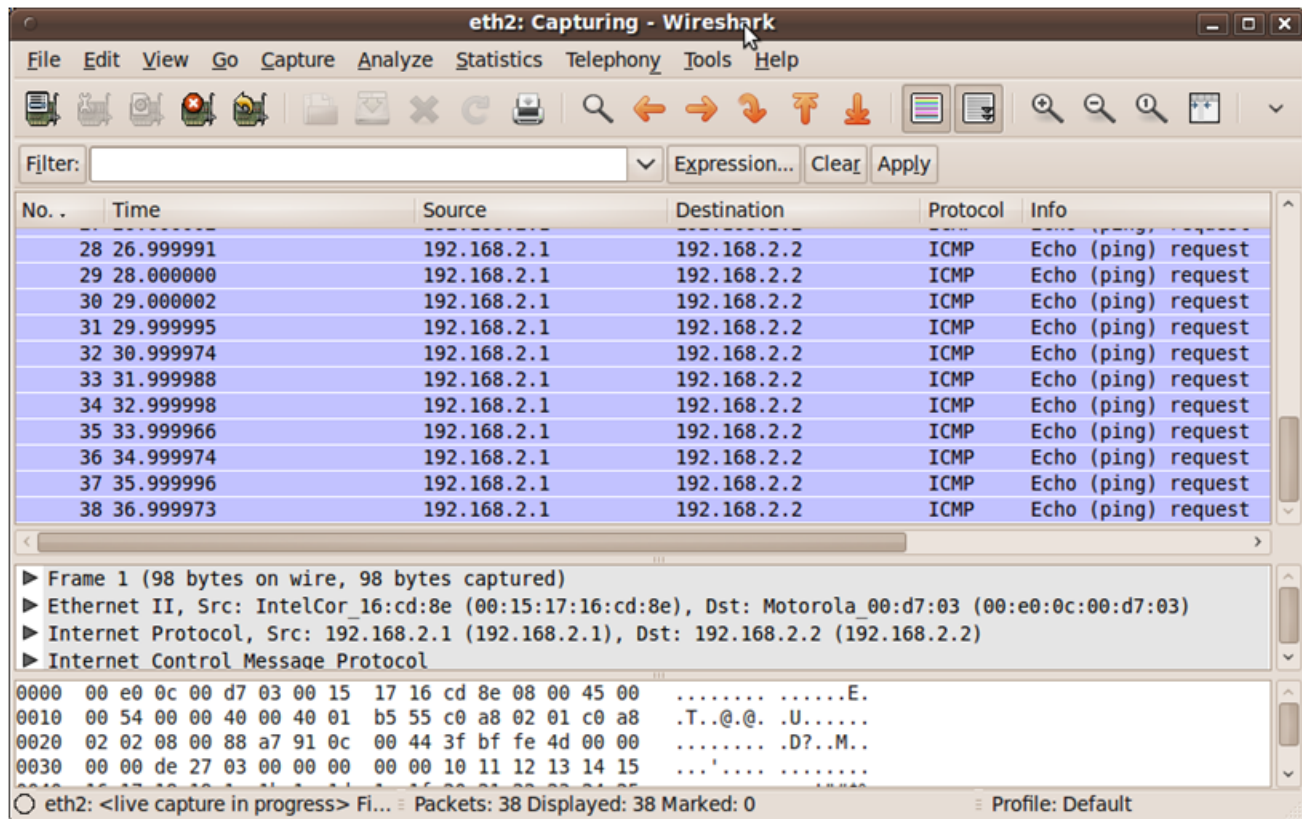 eth2: Capturing - Wireshark
File Edit View Go Capture Analyze Statistics Telephony Tools Help
Filter: Expression... Clear Apply
No. . Time Source Destination Protocol Info
28 26.999991 192.168.2.1 192.168.2.2 ICMP Echo (ping) request
29 28.000000 192.168.2.1 192.168.2.2 ICMP Echo (ping) request
30 29.000002 192.168.2.1 192.168.2.2 ICMP Echo (ping) request
31 29.999995 192.168.2.1 192.168.2.2 ICMP Echo (ping) request
32 30.999974 192.168.2.1 192.168.2.2 ICMP Echo (ping) request
33 31.999988 192.168.2.1 192.168.2.2 ICMP Echo (ping) request
34 32.999998 192.168.2.1 192.168.2.2 ICMP Echo (ping) request
35 33.999966 192.168.2.1 192.168.2.2 ICMP Echo (ping) request
36 34.999974 192.168.2.1 192.168.2.2 ICMP Echo (ping) request
37 35.999996 192.168.2.1 192.168.2.2 ICMP Echo (ping) request
38 36.999973 192.168.2.1 192.168.2.2 ICMP Echo (ping) request
Frame 1 (98 bytes on wire, 98 bytes captured)
Ethernet II, Src: IntelCor_16:cd:8e (00:15:17:16:cd:8e), Dst: Motorola_00:d7:03 (00:e0:0c:00:d7:03)
Internet Protocol, Src: 192.168.2.1 (192.168.2.1), Dst: 192.168.2.2 (192.168.2.2)
Internet Control Message Protocol
0000 00 e0 0c 00 d7 03 00 15 17 16 cd 8e 08 00 45 00 ........ ......E.
0010 00 54 00 00 40 00 40 01 b5 55 c0 a8 02 01 c0 a8 .T..@.@. .U......
0020 02 02 08 00 88 a7 91 0c 00 44 3f bf fe 4d 00 00 ........ .D?..M..
0030 00 00 de 27 03 00 00 00 00 00 10 11 12 13 14 15 ...'.... ........
eth2: <live capture in progress> Fi... Packets: 38 Displayed: 38 Marked: 0 Profile: Default